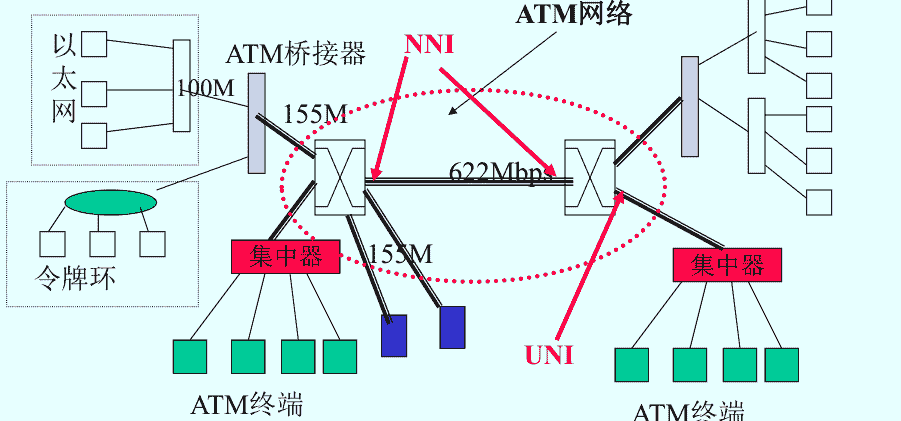 ATM网络
以太网
ATM桥接器
NNI
100M
155M
622Mbps
155M
集中器
集中器
令牌环
UNI
ATM终端
ATM终端